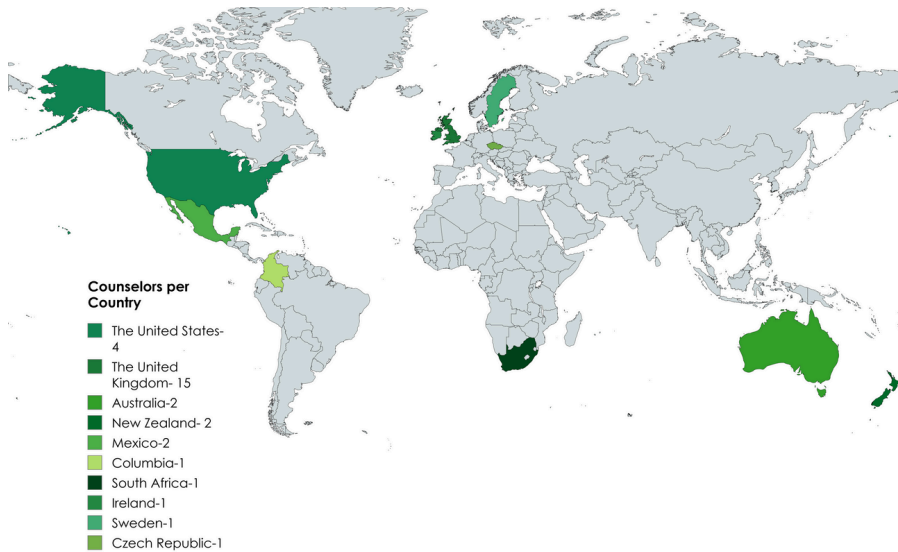 Counselors per
Country
The United States-
4
The United
Kingdom- 15
Australia-2
New Zealand- 2
Mexico-2
Columbia-1
South Africa-1
Ireland-1
Sweden-1
Czech Republic-1